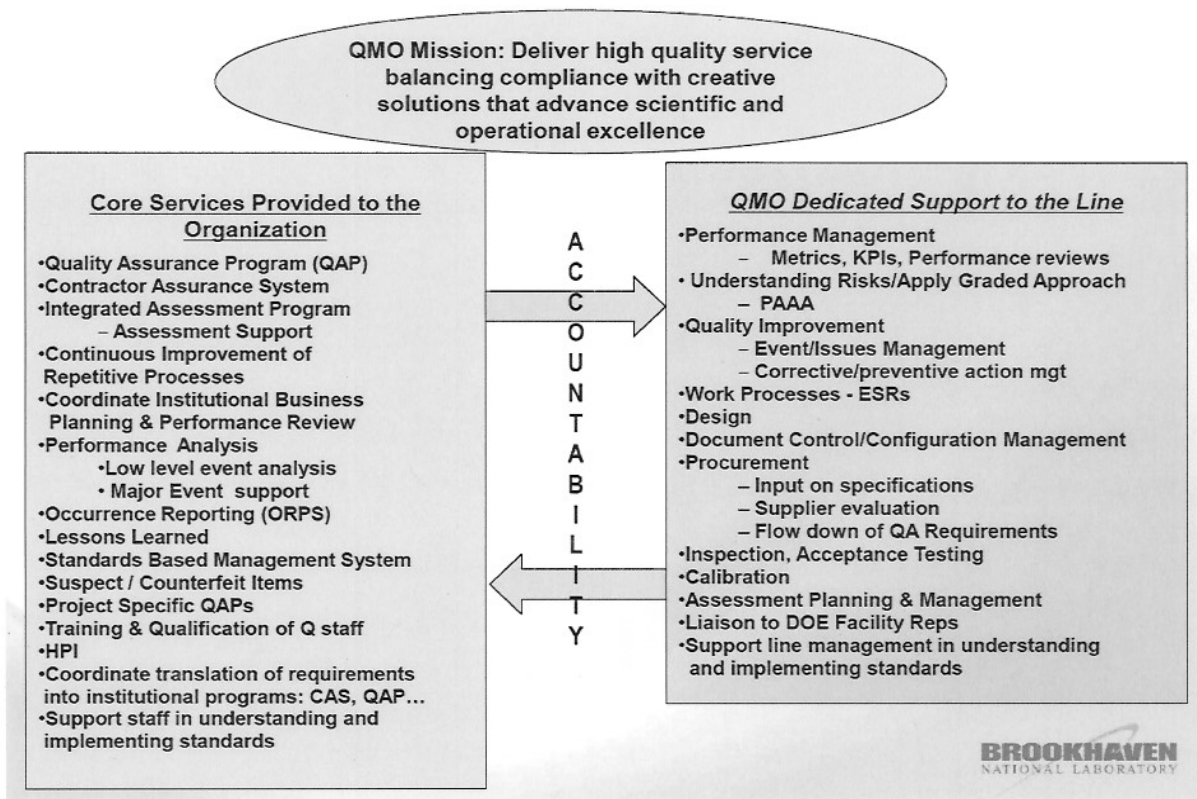 QMO Mission: Deliver high quality service
balancing compliance with creative
solutions that advance scientific and
operational excellence
Core Services Provided to the
Organization
•Quality Assurance Program (QAP)
•Contractor Assurance System
•Integrated Assessment Program
– Assessment Support
•Continuous Improvement of
Repetitive Processes
•Coordinate Institutional Business
Planning & Performance Review
•Performance Analysis
•Low level event analysis
• Major Event support
•Occurrence Reporting (ORPS)
•Lessons Learned
•Standards Based Management System
•Suspect / Counterfeit Items
•Project Specific QAPs
•Training & Qualification of Q staff
•HPI
•Coordinate translation of requirements
into institutional programs: CAS, QAP…
•Support staff in understanding and
implementing standards
A
C
C
O
U
N
T
A
B
I
L
I
T
Y
QMO Dedicated Support to the Line
•Performance Management
– Metrics, KPIs, Performance reviews
• Understanding Risks/Apply Graded Approach
– PAAA
•Quality Improvement
– Event/Issues Management
– Corrective/preventive action mgt
•Work Processes - ESRs
•Design
•Document Control/Configuration Management
•Procurement
– Input on specifications
– Supplier evaluation
– Flow down of QA Requirements
•Inspection, Acceptance Testing
•Calibration
•Assessment Planning & Management
•Liaison to DOE Facility Reps
•Support line management in understanding
and implementing standards
BROOKHAVEN
NATIONAL LABORATORY